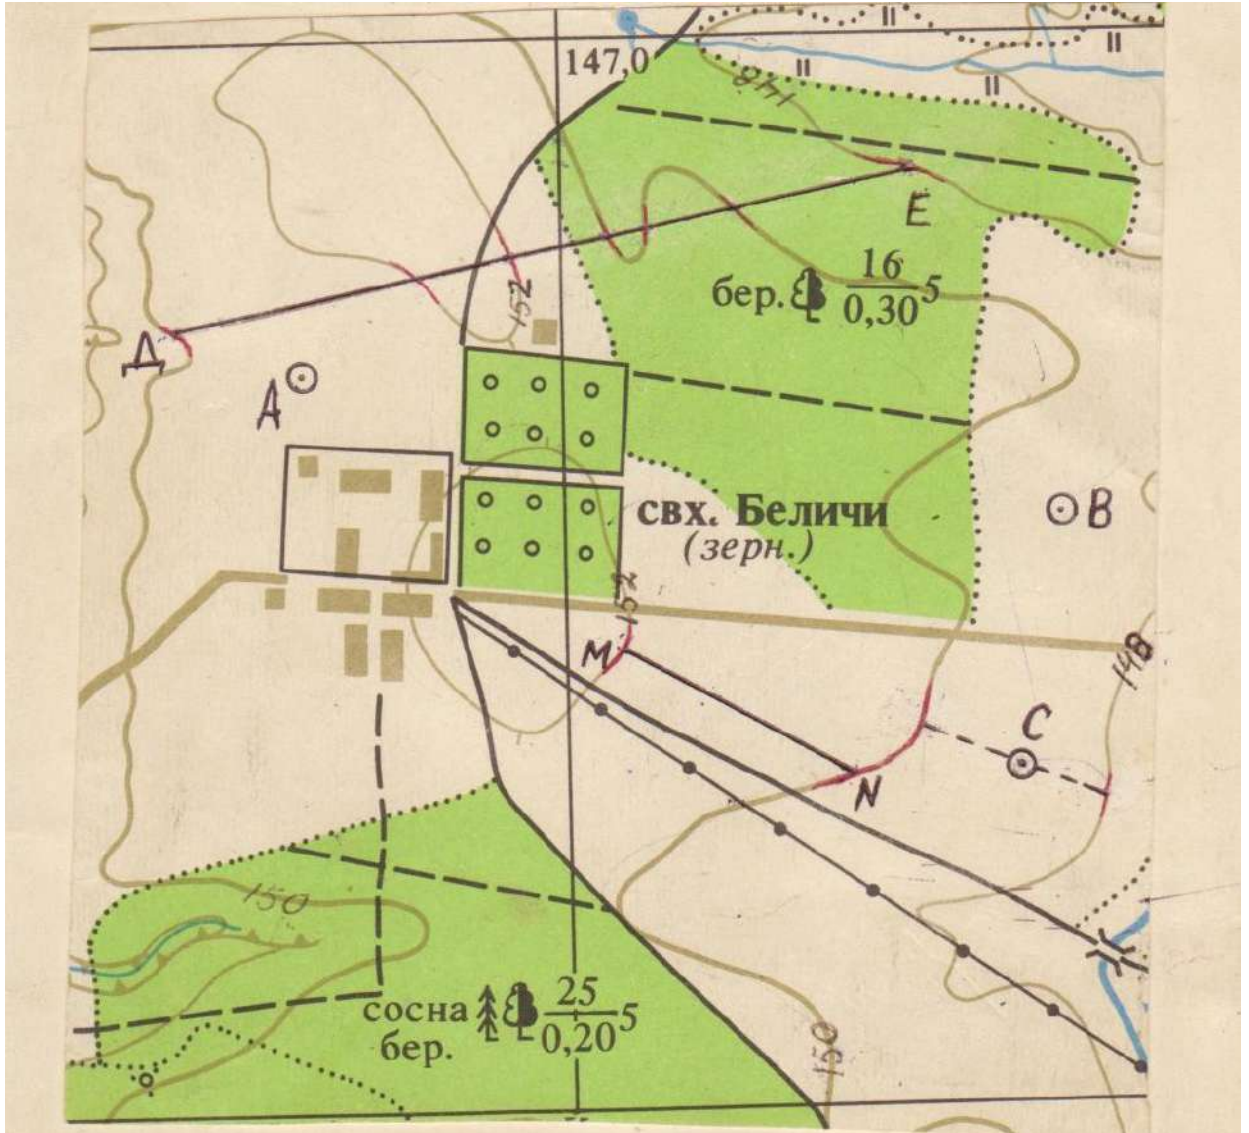 147,0
148
Е
бер. 16/0,30 5
152
Д
А
свх. Беличи
(зерн.)
В
152
М
148
С
N
150
сосна
бер. 25/0,20 5
150